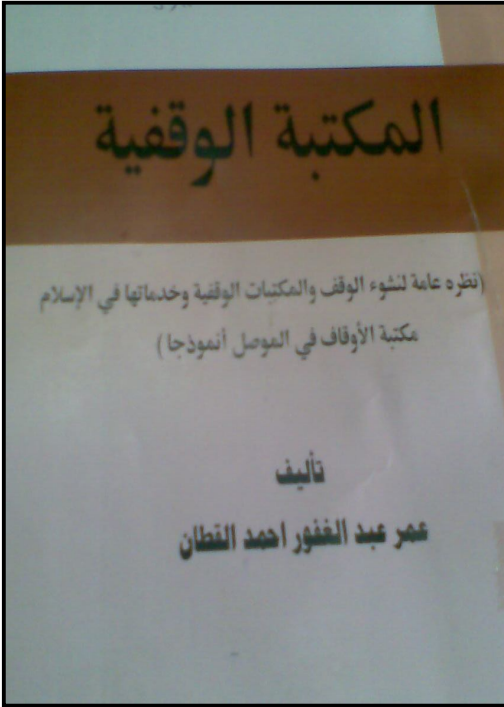 المكتبة الوقفية
(نظره عامة لنشوء الوقف والمكتبات الوقفية وخدماتها في الإسلام
مكتبة الأوقاف في الموصل أنموذجا)
تأليف
عمر عبد الغفور احمد القطان